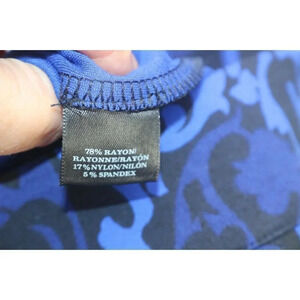 78% RAYON/
RAYONNE/RAYÓN
17% NYLON/NILÓN
5% SPANDEX